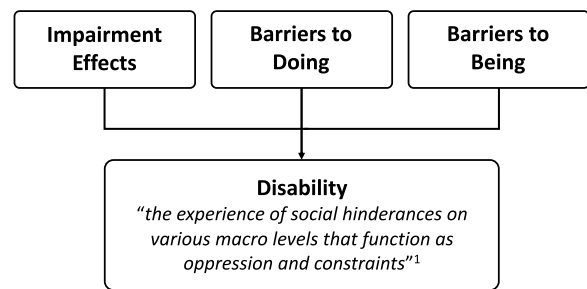 Impairment
Effects
Barriers to
Doing
Barriers to
Being
Disability
“the experience of social hinderances on
various macro levels that function as
oppression and constraints”1